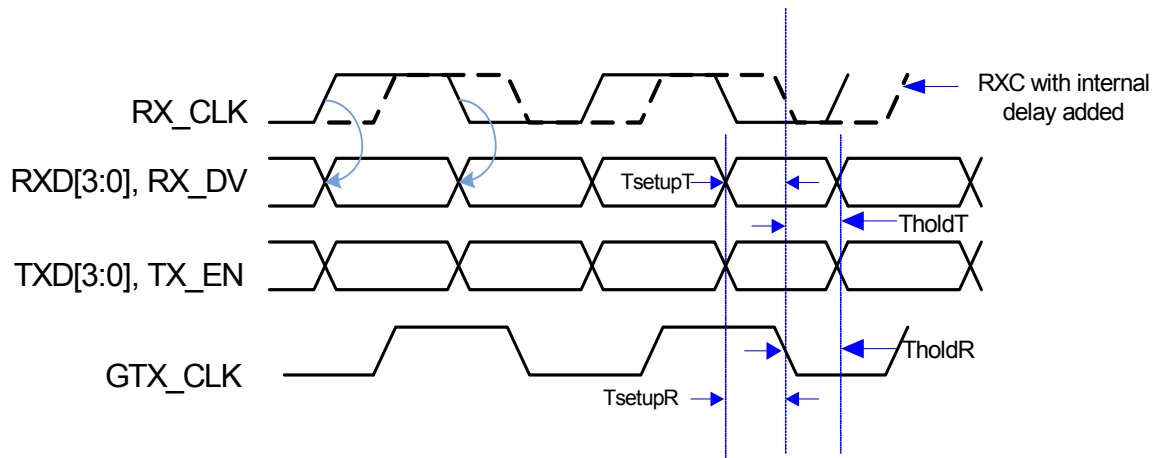 RX_CLK
RXC with internal
delay added
RXD[3:0], RX_DV
TsetupT
TholdT
TXD[3:0], TX_EN
GTX_CLK
TholdR
TsetupR